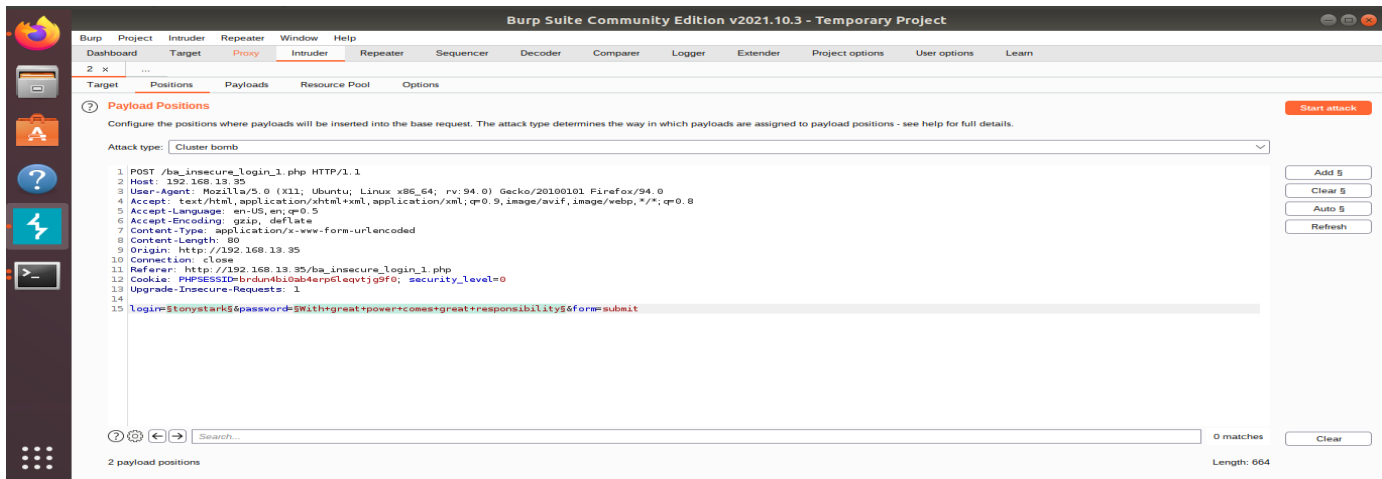 Burp Suite Community Edition v2021.10.3 - Temporary Project
Burp Project Intruder Repeater Window Help
Dashboard Target Proxy Intruder Repeater Sequencer Decoder Comparer Logger Extender Project options User options Learn
2 × ...
Target Positions Payloads Resource Pool Options
? Payload Positions
Start attack
Configure the positions where payloads will be inserted into the base request. The attack type determines the way in which payloads are assigned to payload positions - see help for full details.
Attack type: Cluster bomb
1 POST /ba_insecure_login_1.php HTTP/1.1
2 Host: 192.168.13.35
3 User-Agent: Mozilla/5.0 (X11; Ubuntu; Linux x86_64; rv:94.0) Gecko/20100101 Firefox/94.0
4 Accept: text/html,application/xhtml+xml,application/xml;q=0.9,image/avif,image/webp,*/*;q=0.8
5 Accept-Language: en-US,en;q=0.5
6 Accept-Encoding: gzip, deflate
7 Content-Type: application/x-www-form-urlencoded
8 Content-Length: 80
9 Origin: http://192.168.13.35
10 Connection: close
11 Referer: http://192.168.13.35/ba_insecure_login_1.php
12 Cookie: PHPSESSID=brdun4bi0ab4erp6leqvtjg9f0; security_level=0
13 Upgrade-Insecure-Requests: 1
14
15 login=§tonystark§&password=§With+great+power+comes+great+responsibility§&form=submit
Add §
Clear §
Auto §
Refresh
? Search... 0 matches Clear
2 payload positions Length: 664